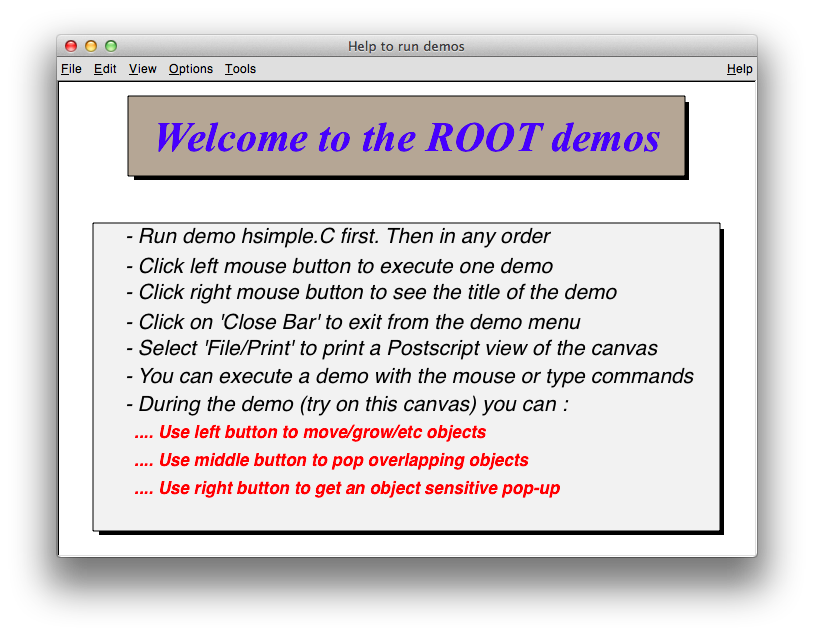 Help to run demos
File Edit View Options Tools Help
Welcome to the ROOT demos
- Run demo hsimple.C first. Then in any order
- Click left mouse button to execute one demo
- Click right mouse button to see the title of the demo
- Click on 'Close Bar' to exit from the demo menu
- Select 'File/Print' to print a Postscript view of the canvas
- You can execute a demo with the mouse or type commands
- During the demo (try on this canvas) you can :
.... Use left button to move/grow/etc objects
.... Use middle button to pop overlapping objects
.... Use right button to get an object sensitive pop-up